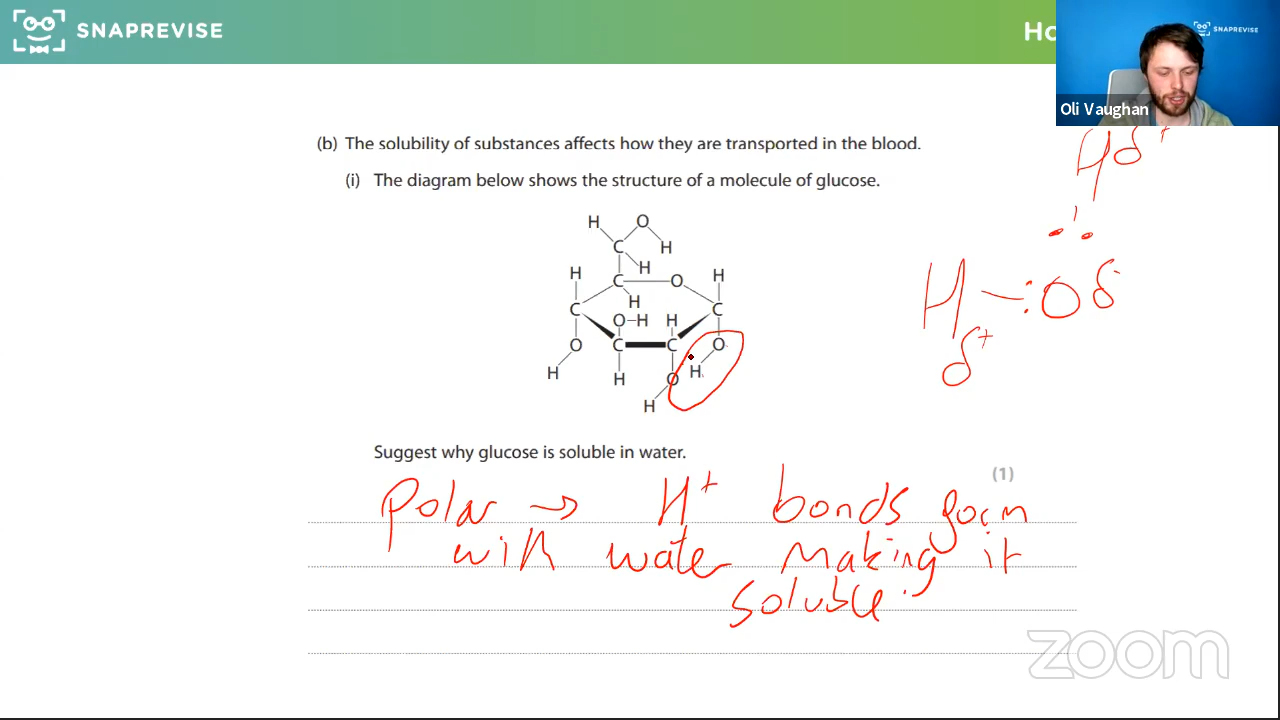 SNAPREVISE
Ho
SNAPREVISE
Oli Vaughan
(b) The solubility of substances affects how they are transported in the blood.
(i) The diagram below shows the structure of a molecule of glucose.
H O
C H
H
H C O H
H
C O–H H C
O C C O
H H O H
H
Hδ+
H – :O δ-
δ+
Suggest why glucose is soluble in water.
(1)
Polar → H+ bonds form
with water making it
soluble.
zoom